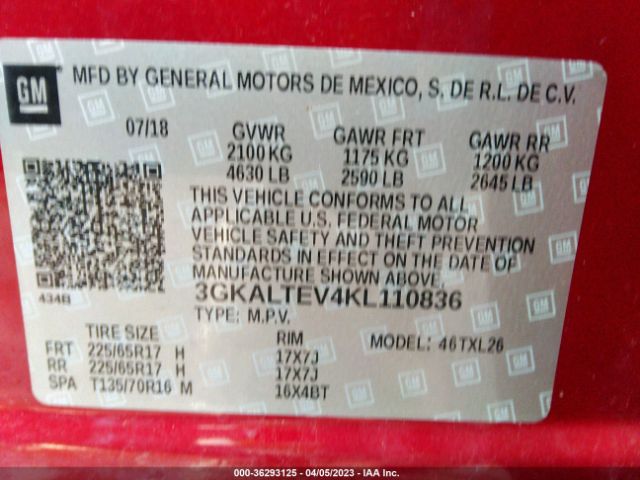 GM MFD BY GENERAL MOTORS DE MEXICO, S. DE R.L. DE C.V.
07/18 GVWR GAWR FRT GAWR RR
2100 KG 1175 KG 1200 KG
4630 LB 2590 LB 2645 LB
THIS VEHICLE CONFORMS TO ALL
APPLICABLE U.S. FEDERAL MOTOR
VEHICLE SAFETY AND THEFT PREVENTION
STANDARDS IN EFFECT ON THE DATE OF
MANUFACTURE SHOWN ABOVE.
434B 3GKALTEV4KL110836
TYPE: M.P.V.
TIRE SIZE RIM MODEL: 46TXL26
FRT 225/65R17 H 17X7J
RR 225/65R17 H 17X7J
SPA T135/70R16 M 16X4BT
000-36293125 - 04/05/2023 - IAA Inc.